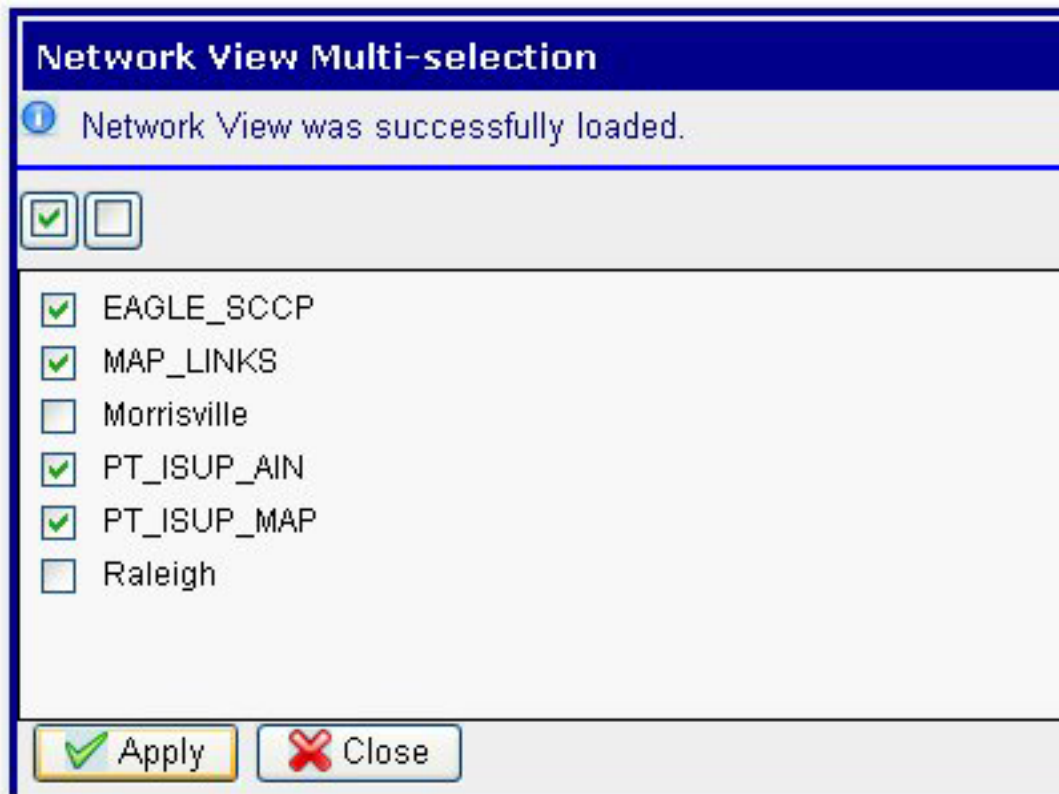 Network View Multi-selection
Network View was successfully loaded.
EAGLE_SCCP
MAP_LINKS
Morrisville
PT_ISUP_AIN
PT_ISUP_MAP
Raleigh
Apply Close